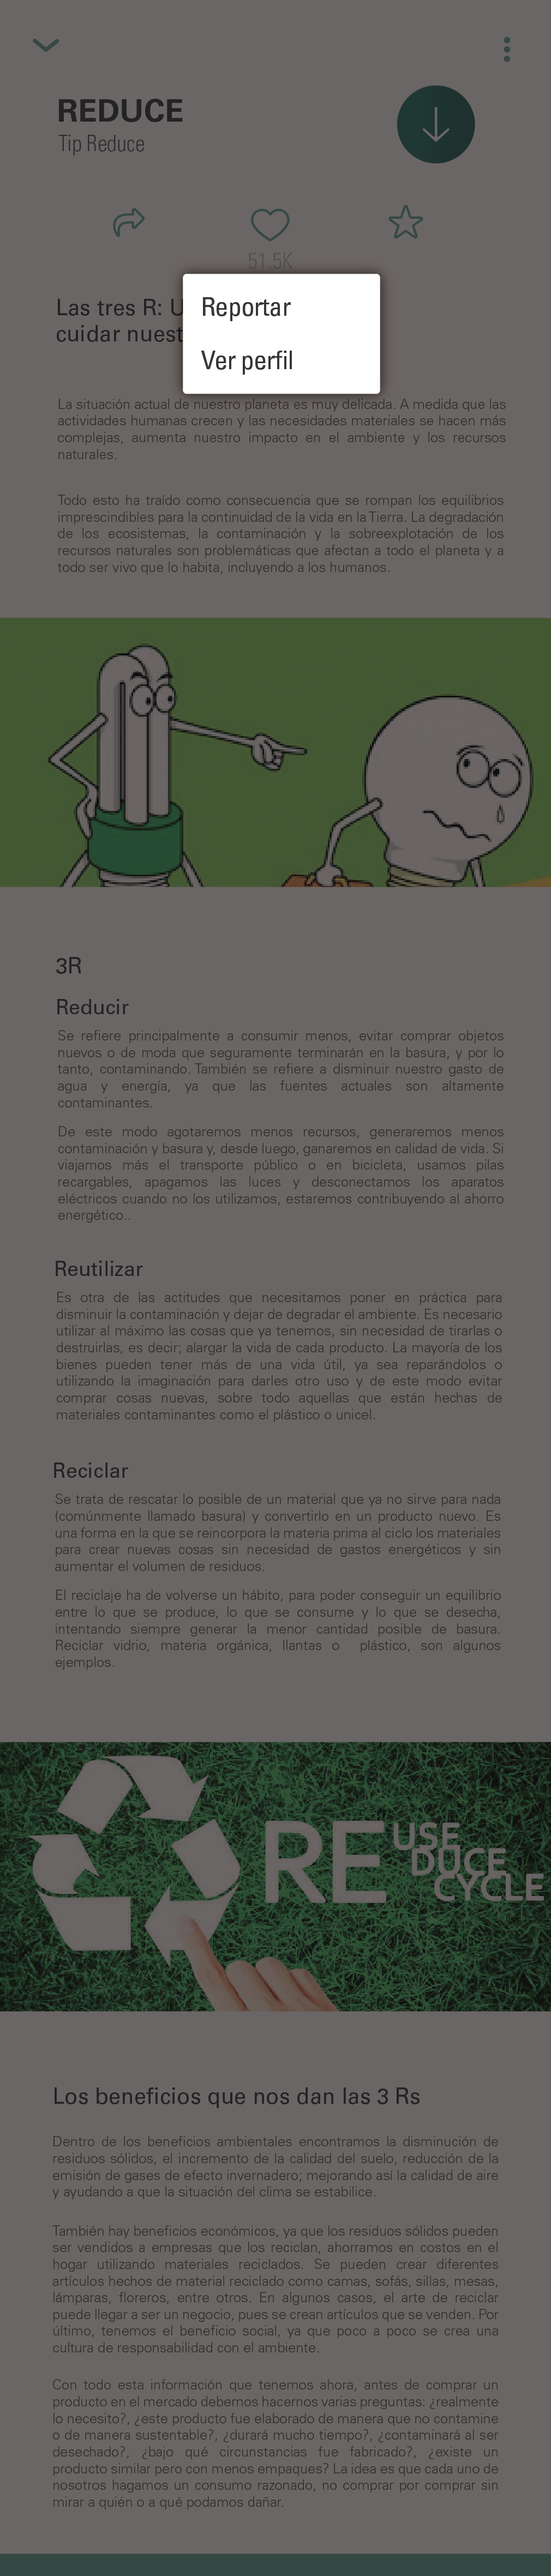 REDUCE
Tip Reduce
51.5K
Las tres R: U
cuidar nuest
Reportar
Ver perfil
La situación actual de nuestro planeta es muy delicada. A medida que las
actividades humanas crecen y las necesidades materiales se hacen más
complejas, aumenta nuestro impacto en el ambiente y los recursos
naturales.
Todo esto ha traído como consecuencia que se rompan los equilibrios
imprescindibles para la continuidad de la vida en la Tierra. La degradación
de los ecosistemas, la contaminación y la sobreexplotación de los
recursos naturales son problemáticas que afectan a todo el planeta y a
todo ser vivo que lo habita, incluyendo a los humanos.
3R
Reducir
Se refiere principalmente a consumir menos, evitar comprar objetos
nuevos o de moda que seguramente terminarán en la basura, y por lo
tanto, contaminando. También se refiere a disminuir nuestro gasto de
agua y energía, ya que las fuentes actuales son altamente
contaminantes.
De este modo agotaremos menos recursos, generaremos menos
contaminación y basura y, desde luego, ganaremos en calidad de vida. Si
viajamos más el transporte público o en bicicleta, usamos pilas
recargables, apagamos las luces y desconectamos los aparatos
eléctricos cuando no los utilizamos, estaremos contribuyendo al ahorro
energético..
Reutilizar
Es otra de las actitudes que necesitamos poner en práctica para
disminuir la contaminación y dejar de degradar el ambiente. Es necesario
utilizar al máximo las cosas que ya tenemos, sin necesidad de tirarlas o
destruirlas, es decir; alargar la vida de cada producto. La mayoría de los
bienes pueden tener más de una vida útil, ya sea reparándolos o
utilizando la imaginación para darles otro uso y de este modo evitar
comprar cosas nuevas, sobre todo aquellas que están hechas de
materiales contaminantes como el plástico o unicel.
Reciclar
Se trata de rescatar lo posible de un material que ya no sirve para nada
(comúnmente llamado basura) y convertirlo en un producto nuevo. Es
una forma en la que se reincorpora la materia prima al ciclo los materiales
para crear nuevas cosas sin necesidad de gastos energéticos y sin
aumentar el volumen de residuos.
El reciclaje ha de volverse un hábito, para poder conseguir un equilibrio
entre lo que se produce, lo que se consume y lo que se desecha,
intentando siempre generar la menor cantidad posible de basura.
Reciclar vidrio, materia orgánica, llantas o plástico, son algunos
ejemplos.
RE USE
DUCE
CYCLE
Los beneficios que nos dan las 3 Rs
Dentro de los beneficios ambientales encontramos la disminución de
residuos sólidos, el incremento de la calidad del suelo, reducción de la
emisión de gases de efecto invernadero; mejorando así la calidad de aire
y ayudando a que la situación del clima se estabilice.
También hay beneficios económicos, ya que los residuos sólidos pueden
ser vendidos a empresas que los reciclan, ahorramos en costos en el
hogar utilizando materiales reciclados. Se pueden crear diferentes
artículos hechos de material reciclado como camas, sofás, sillas, mesas,
lámparas, floreros, entre otros. En algunos casos, el arte de reciclar
puede llegar a ser un negocio, pues se crean artículos que se venden. Por
último, tenemos el beneficio social, ya que poco a poco se crea una
cultura de responsabilidad con el ambiente.
Con todo esta información que tenemos ahora, antes de comprar un
producto en el mercado debemos hacernos varias preguntas: ¿realmente
lo necesito?, ¿este producto fue elaborado de manera que no contamine
o de manera sustentable?, ¿durará mucho tiempo?, ¿contaminará al ser
desechado?, ¿bajo qué circunstancias fue fabricado?, ¿existe un
producto similar pero con menos empaques? La idea es que cada uno de
nosotros hagamos un consumo razonado, no comprar por comprar sin
mirar a quién o a qué podamos dañar.